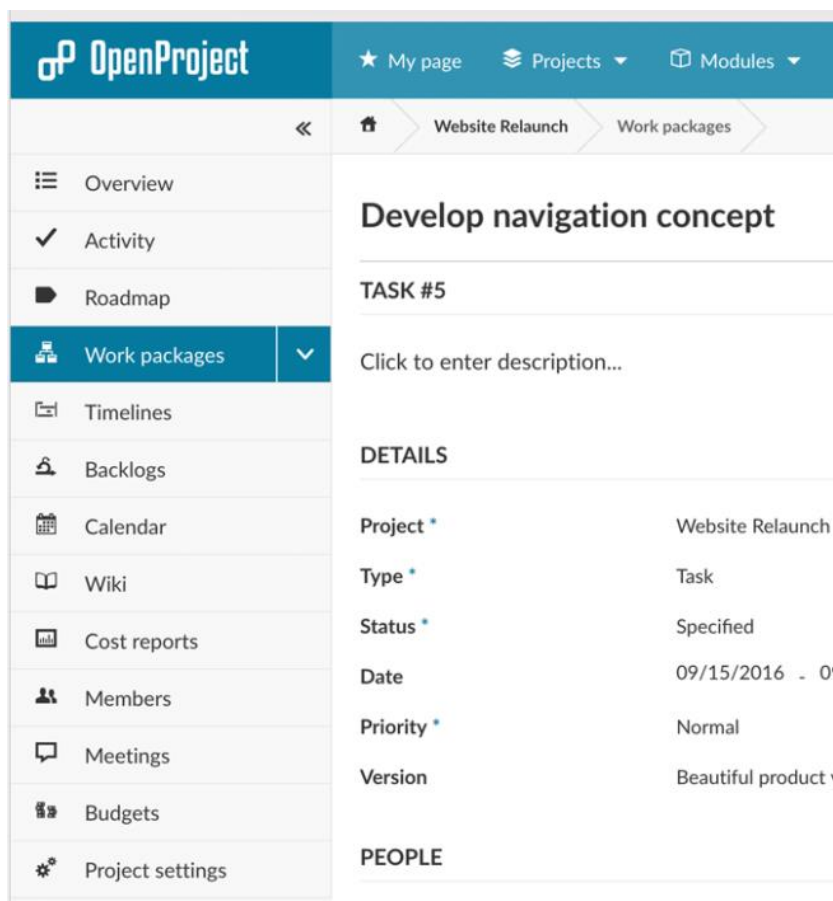 OpenProject
My page Projects Modules
«
Website Relaunch Work packages
Overview
Activity
Roadmap
Work packages
Timelines
Backlogs
Calendar
Wiki
Cost reports
Members
Meetings
Budgets
Project settings
Develop navigation concept
TASK #5
Click to enter description...
DETAILS
Project * Website Relaunch
Type * Task
Status * Specified
Date 09/15/2016 -
Priority * Normal
Version Beautiful product
PEOPLE